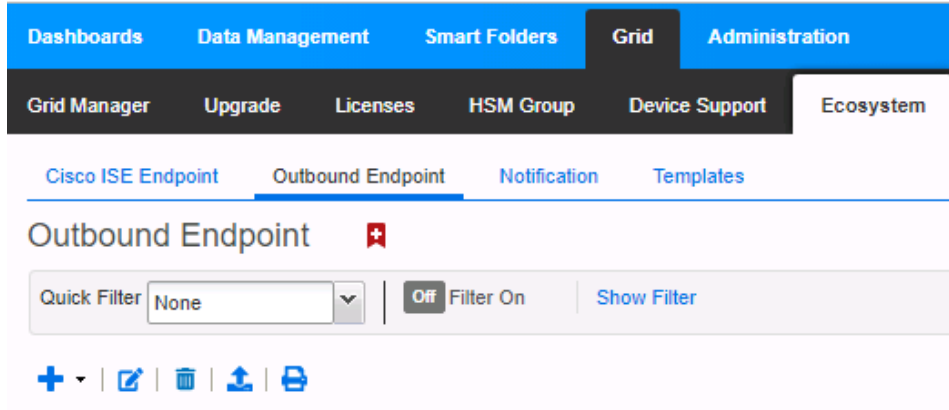 Dashboards Data Management Smart Folders Grid Administration
Grid Manager Upgrade Licenses HSM Group Device Support Ecosystem
Cisco ISE Endpoint Outbound Endpoint Notification Templates
Outbound Endpoint
Quick Filter None Off Filter On Show Filter